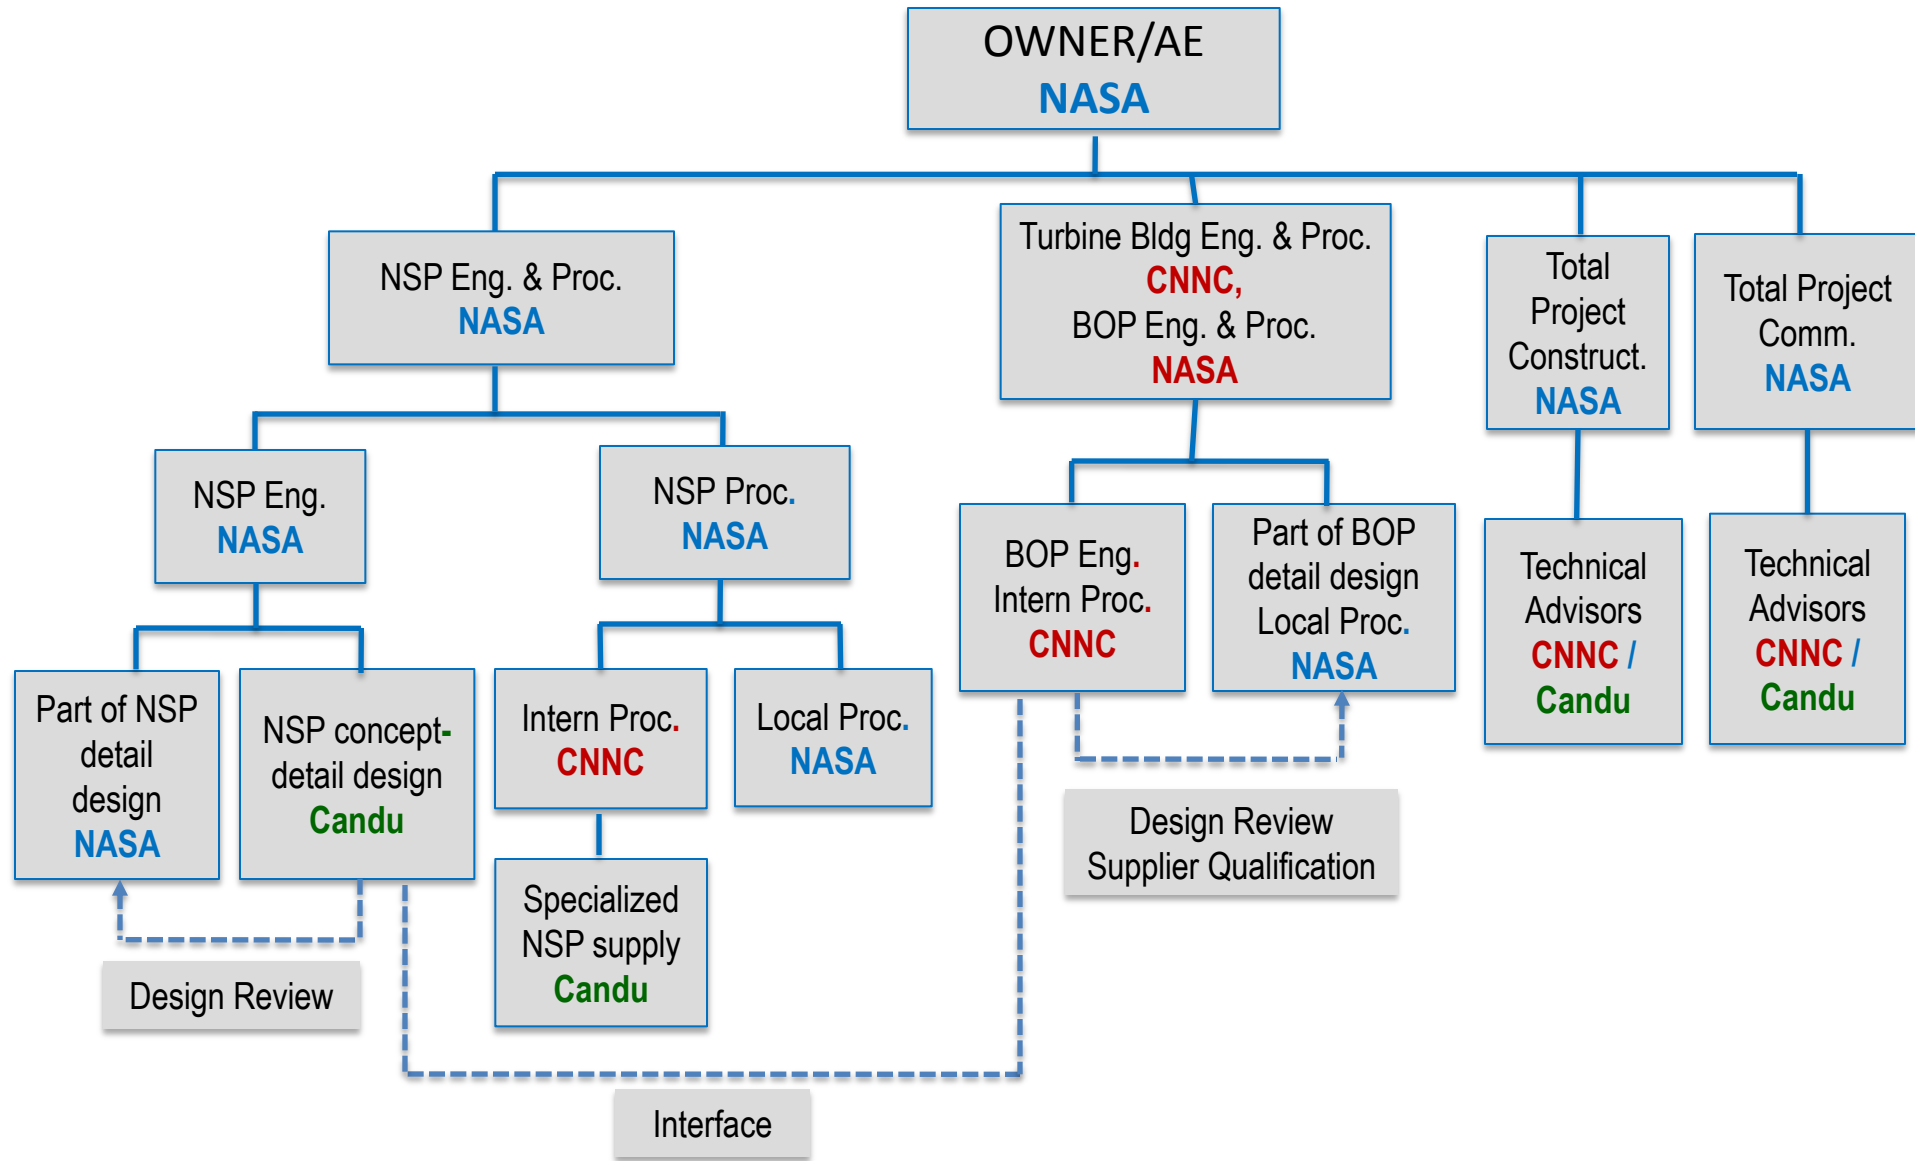 OWNER/AE
NASA
NSP Eng. & Proc.
NASA
Turbine Bldg Eng. & Proc.
CNNC,
BOP Eng. & Proc.
NASA
Total
Project
Construct.
NASA
Total Project
Comm.
NASA
NSP Eng.
NASA
NSP Proc.
NASA
BOP Eng.
Intern Proc.
CNNC
Part of BOP
detail design
Local Proc.
NASA
Technical
Advisors
CNNC /
Candu
Technical
Advisors
CNNC /
Candu
Part of NSP
detail
design
NASA
NSP concept-
detail design
Candu
Intern Proc.
CNNC
Local Proc.
NASA
Design Review
Supplier Qualification
Specialized
NSP supply
Candu
Design Review
Interface